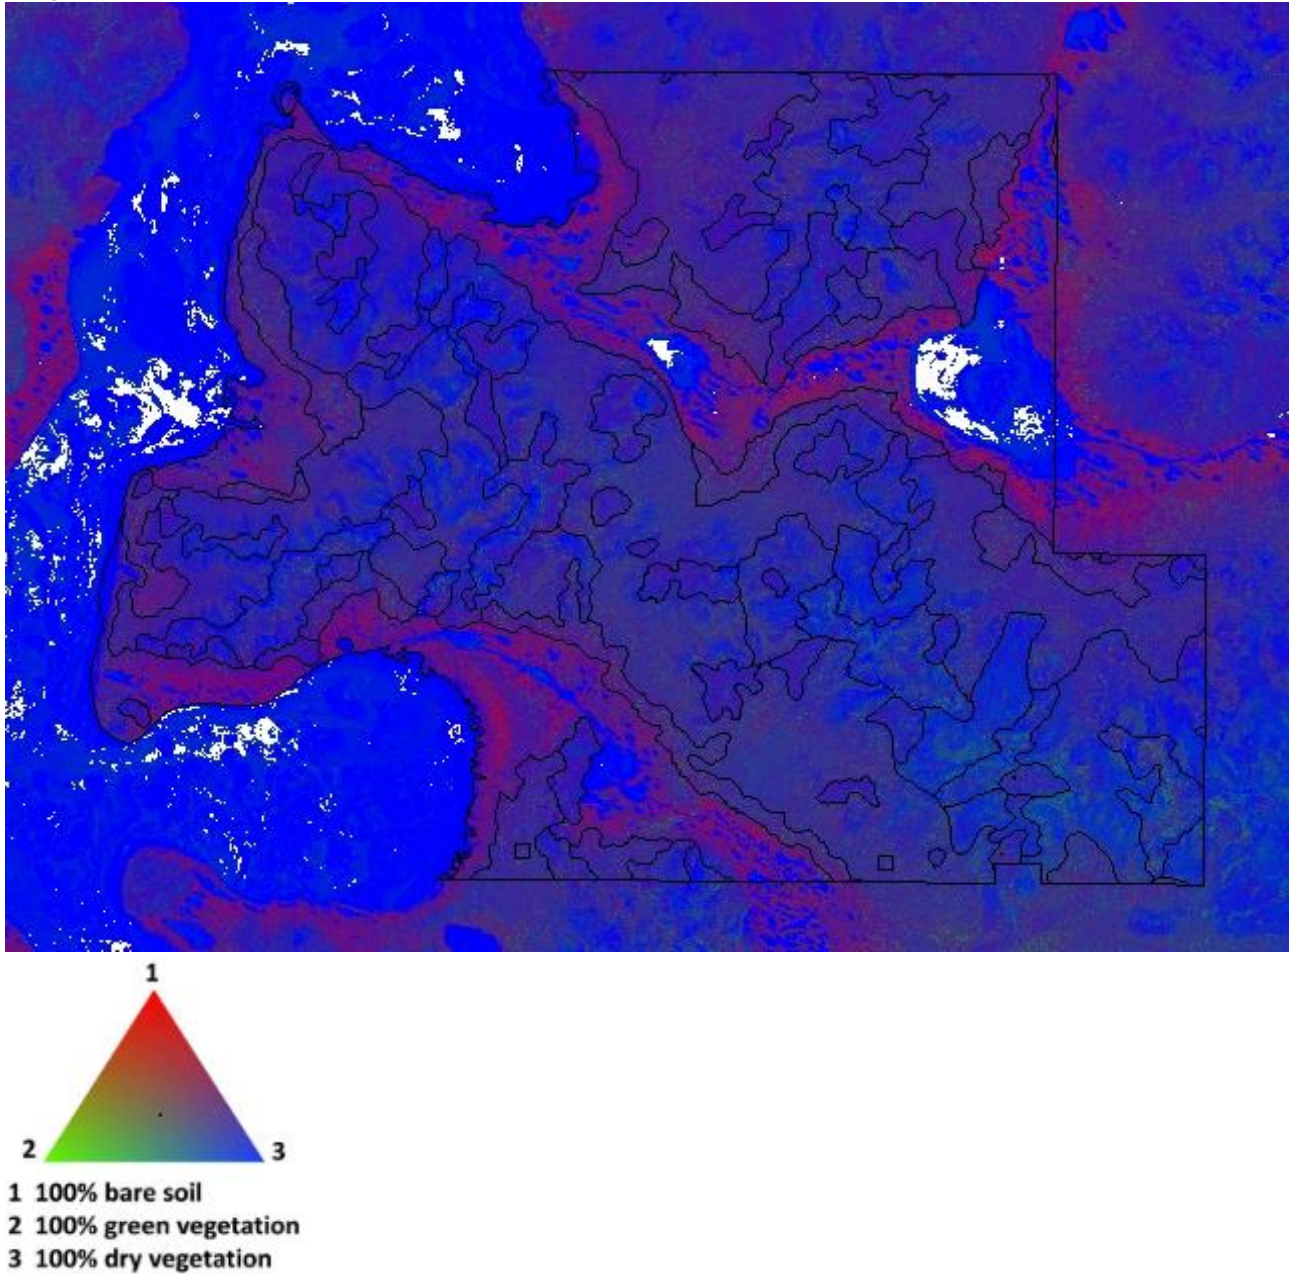 1
2 3
1 100% bare soil
2 100% green vegetation
3 100% dry vegetation